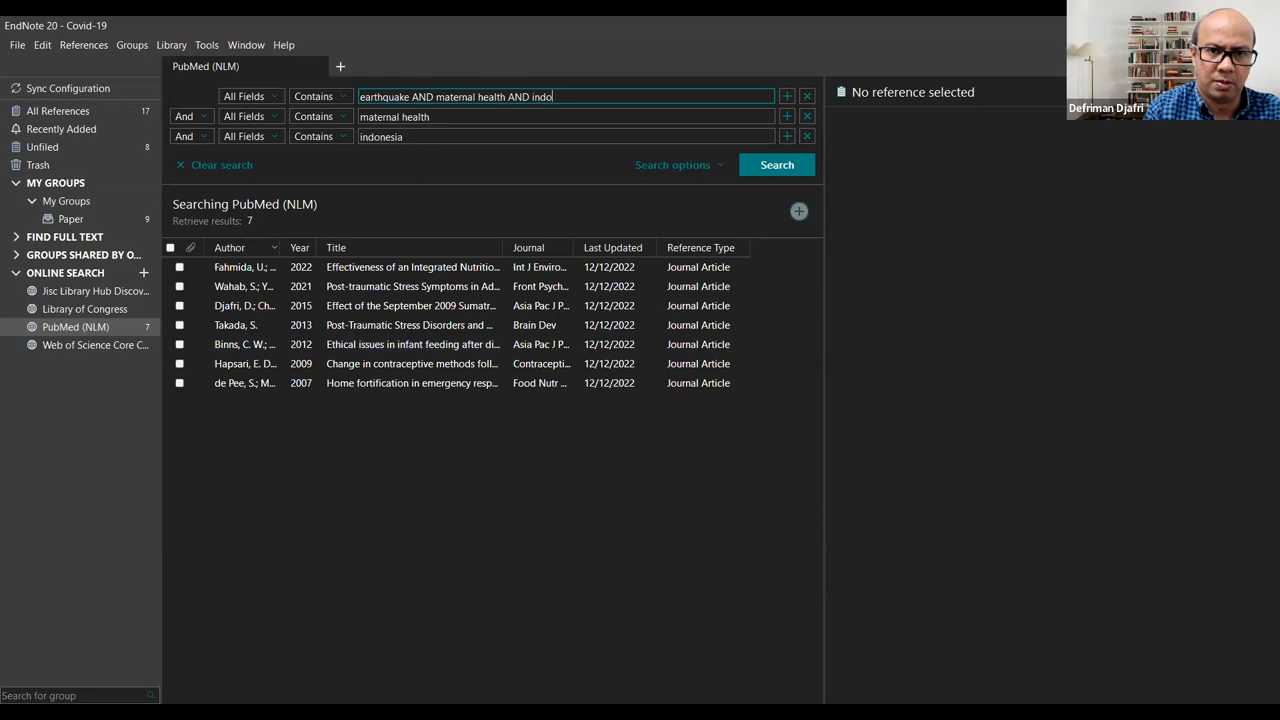 EndNote 20 - Covid-19
File Edit References Groups Library Tools Window Help
Sync Configuration
All References 17
Recently Added
Unfiled 8
Trash
MY GROUPS
My Groups
Paper 9
FIND FULL TEXT
GROUPS SHARED BY O...
ONLINE SEARCH
Jisc Library Hub Discov...
Library of Congress
PubMed (NLM) 7
Web of Science Core C...
Search for group
PubMed (NLM)
All Fields Contains earthquake AND maternal health AND indo
And All Fields Contains maternal health
And All Fields Contains indonesia
Clear search Search options Search
Searching PubMed (NLM)
Retrieve results: 7
Author Year Title Journal Last Updated Reference Type
Fahmida, U.; ... 2022 Effectiveness of an Integrated Nutritio... Int J Enviro... 12/12/2022 Journal Article
Wahab, S.; Y... 2021 Post-traumatic Stress Symptoms in Ad... Front Psych... 12/12/2022 Journal Article
Djafri, D.; Ch... 2015 Effect of the September 2009 Sumatr... Asia Pac J P... 12/12/2022 Journal Article
Takada, S. 2013 Post-Traumatic Stress Disorders and ... Brain Dev 12/12/2022 Journal Article
Binns, C. W.; ... 2012 Ethical issues in infant feeding after di... Asia Pac J P... 12/12/2022 Journal Article
Hapsari, E. D... 2009 Change in contraceptive methods foll... Contracepti... 12/12/2022 Journal Article
de Pee, S.; M... 2007 Home fortification in emergency resp... Food Nutr ... 12/12/2022 Journal Article
No reference selected
Defriman Djafri